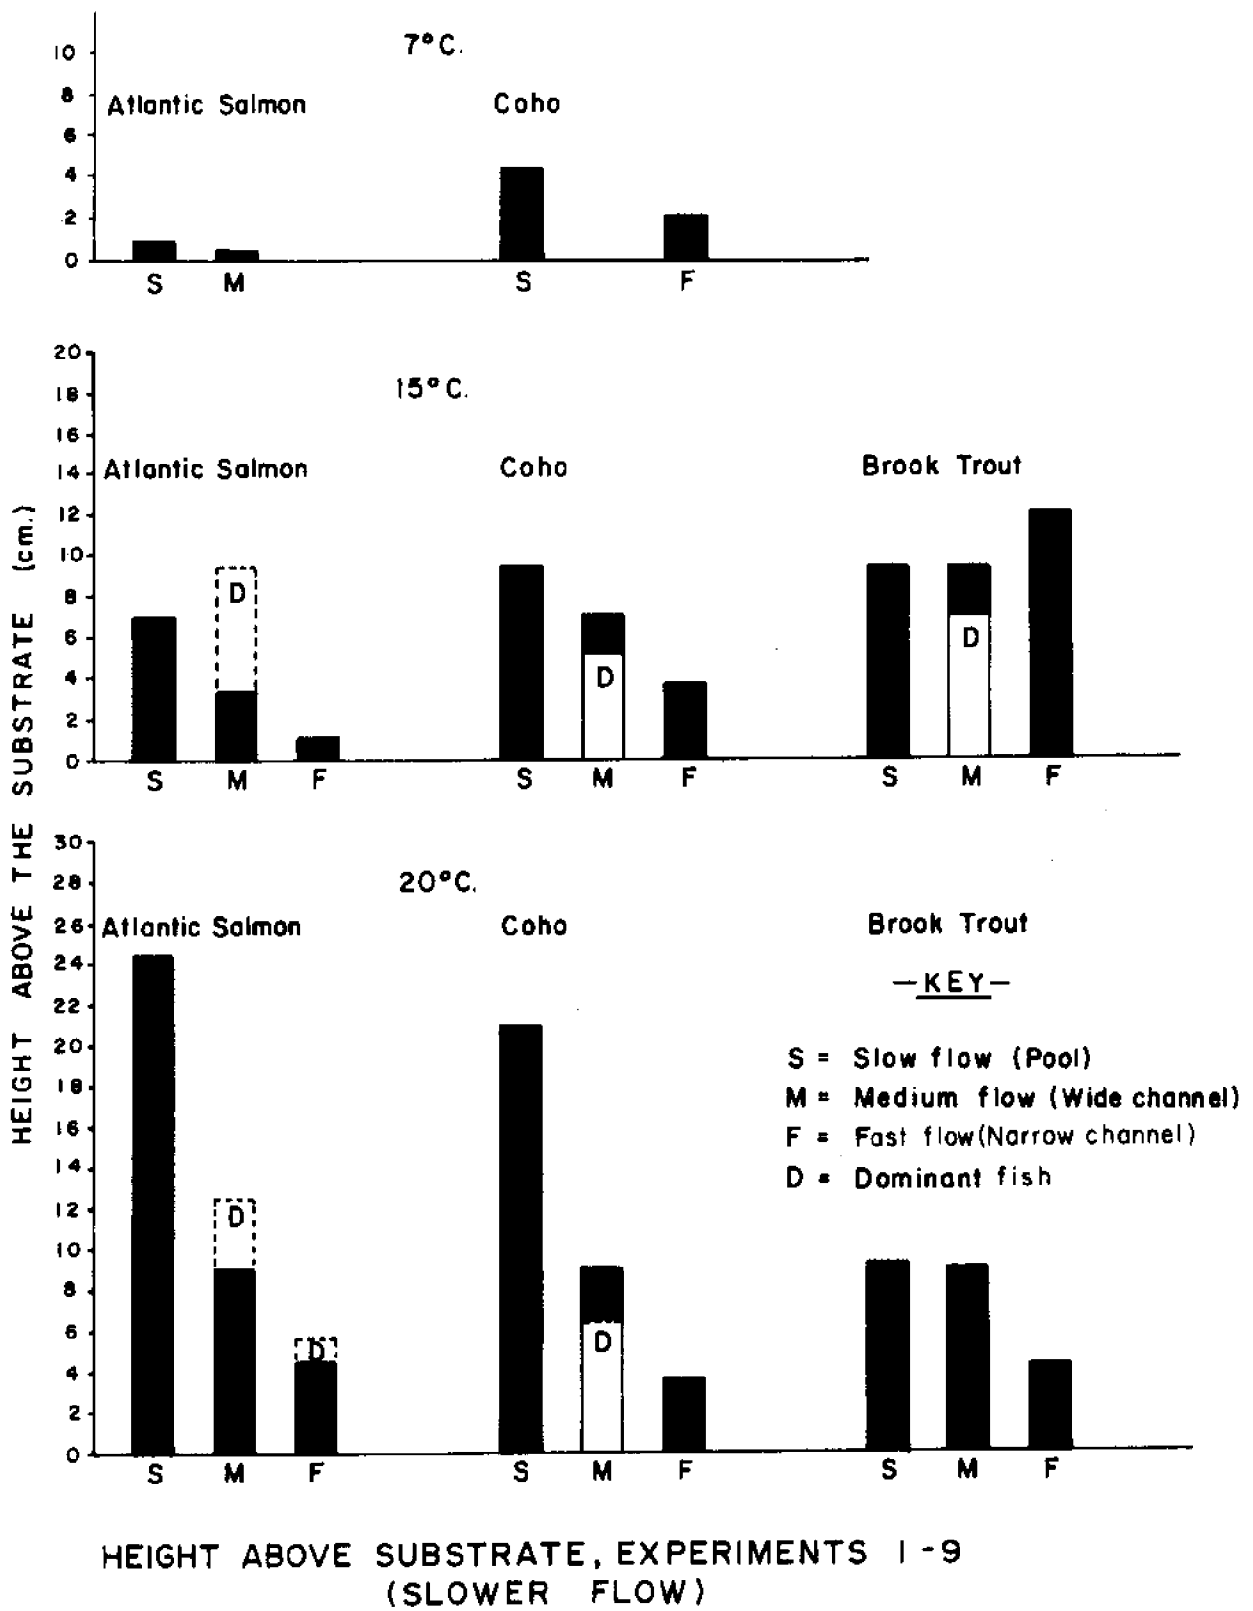 7°C.
10
8
6
4
2
0
Atlantic Salmon Coho
S M S F
15°C.
20
18
16
14
12
10
8
6
4
2
0
Atlantic Salmon Coho Brook Trout
D D D
S M F S M F S M F
HEIGHT ABOVE THE SUBSTRATE (cm.)
20°C.
30
28
26
24
22
20
18
16
14
12
10
8
6
4
2
0
Atlantic Salmon Coho Brook Trout
—KEY—
S = Slow flow (Pool)
M = Medium flow (Wide channel)
F = Fast flow (Narrow channel)
D = Dominant fish
D D D
S M F S M F S M F
HEIGHT ABOVE SUBSTRATE, EXPERIMENTS 1-9
(SLOWER FLOW)